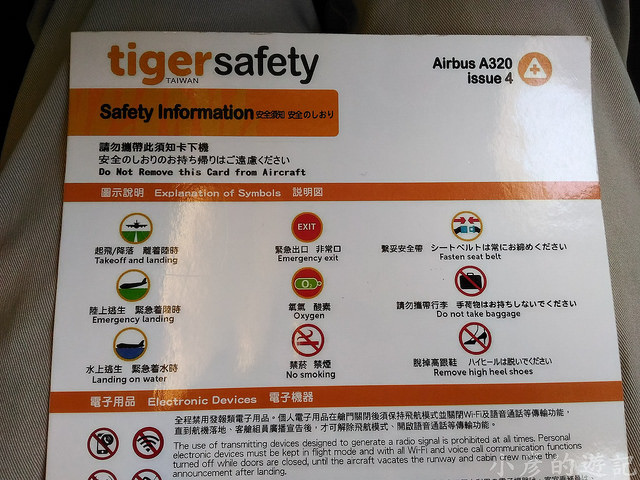 tigersafety
TAIWAN
Airbus A320
issue 4
Safety Information 安全須知 安全のしおり
請勿攜帶此須知卡下機
安全のしおりのお持ち帰りはご遠慮ください
Do Not Remove this Card from Aircraft
圖示說明 Explanation of Symbols 説明図
起飛/降落 離着陸時
Takeoff and landing
EXIT
緊急出口 非常口
Emergency exit
繫妥安全帶 シートベルトは常にお締めください
Fasten seat belt
陸上逃生 緊急着陸時
Emergency landing
O₂
氧氣 酸素
Oxygen
請勿攜帶行李 手荷物はお持ちしないでください
Do not take baggage
水上逃生 緊急着水時
Landing on water
禁菸 禁煙
No smoking
脫掉高跟鞋 ハイヒールは脱いでください
Remove high heel shoes
電子用品 Electronic Devices 電子機器
全程禁用發報類電子用品。個人電子用品在艙門關閉後須保持飛航模式並關閉Wi-Fi及語音通話等傳輸功能，
直到航機落地、客艙組員廣播宣告後，才可解除飛航模式、開啟語音通話等傳輸功能。
The use of transmitting devices designed to generate a radio signal is prohibited at all times. Personal
electronic devices must be kept in flight mode and with all Wi-Fi and voice call communication functions
turned off while doors are closed, until the aircraft vacates the runway and cabin crew make the
announcement after landing.
小彥的遊記